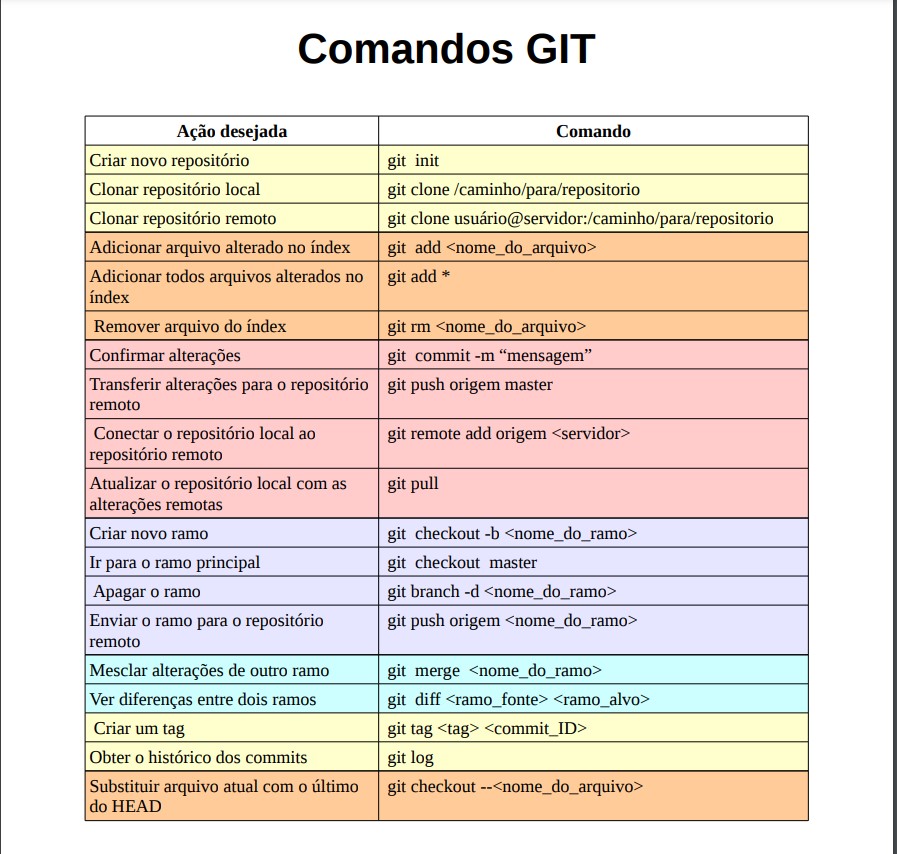 Comandos GIT
Ação desejada Comando
Criar novo repositório git  init
Clonar repositório local git clone /caminho/para/repositorio
Clonar repositório remoto git clone usuário@servidor:/caminho/para/repositorio
Adicionar arquivo alterado no índex git  add <nome_do_arquivo>
Adicionar todos arquivos alterados no git add *
índex
Remover arquivo do índex git rm <nome_do_arquivo>
Confirmar alterações git  commit -m “mensagem”
Transferir alterações para o repositório git push origem master
remoto
Conectar o repositório local ao git remote add origem <servidor>
repositório remoto
Atualizar o repositório local com as git pull
alterações remotas
Criar novo ramo git  checkout -b <nome_do_ramo>
Ir para o ramo principal git  checkout  master
Apagar o ramo git branch -d <nome_do_ramo>
Enviar o ramo para o repositório git push origem <nome_do_ramo>
remoto
Mesclar alterações de outro ramo git  merge  <nome_do_ramo>
Ver diferenças entre dois ramos git  diff <ramo_fonte> <ramo_alvo>
Criar um tag git tag <tag> <commit_ID>
Obter o histórico dos commits git log
Substituir arquivo atual com o último git checkout --<nome_do_arquivo>
do HEAD